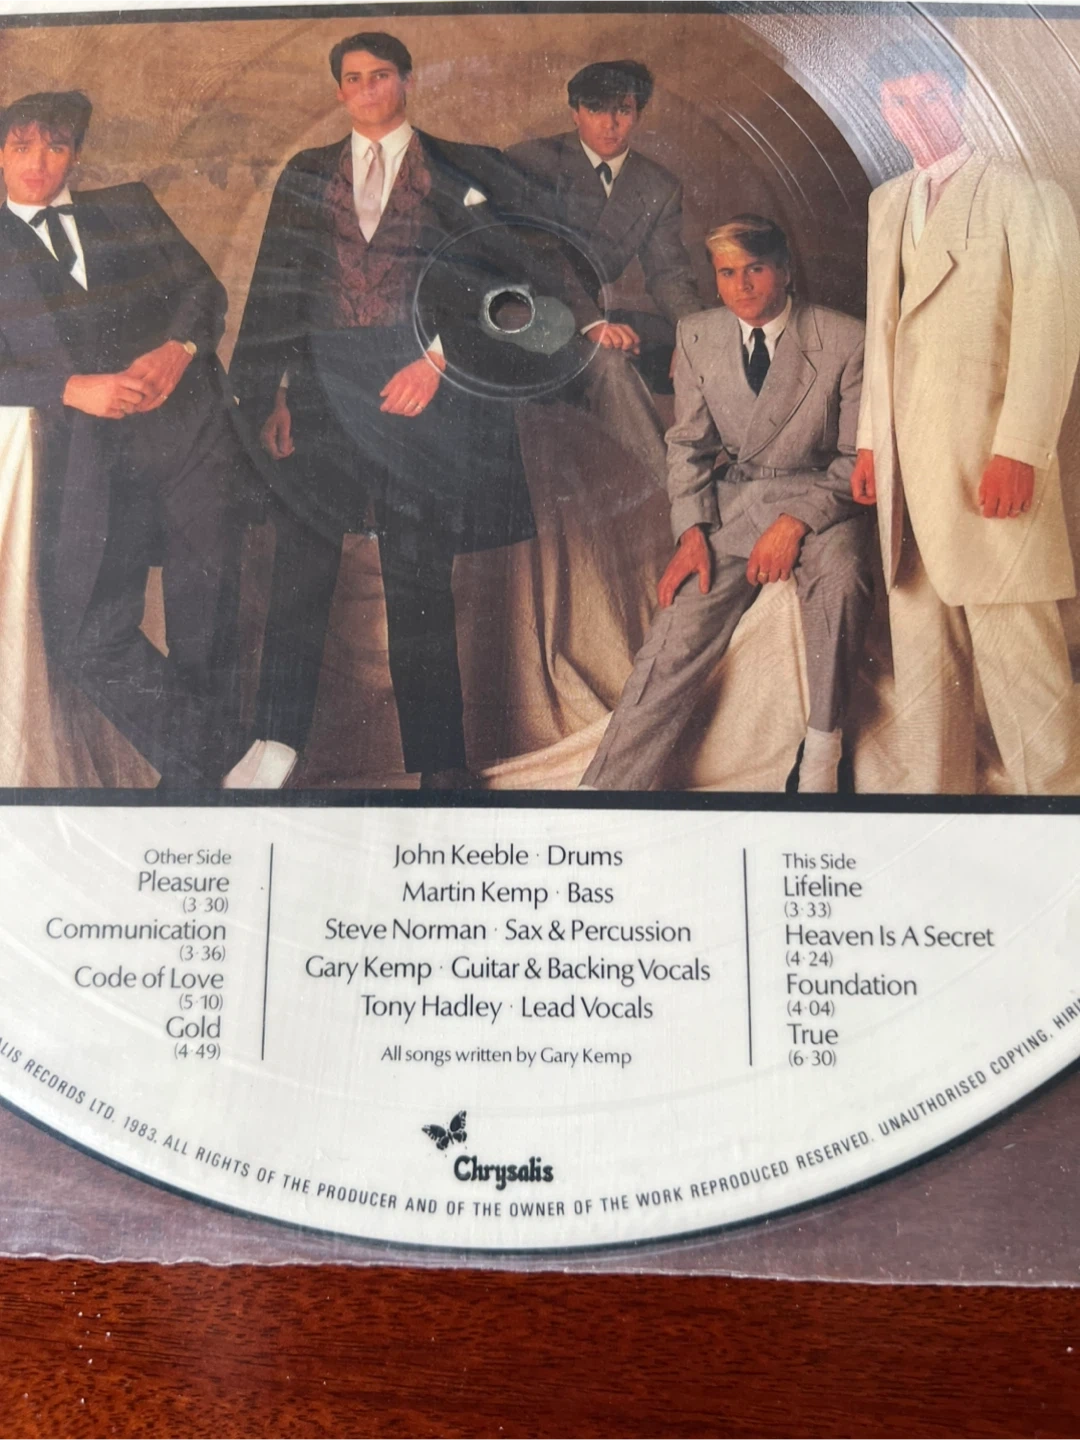 Other Side
Pleasure
(3·30)
Communication
(3·36)
Code of Love
(5·10)
Gold
(4·49)
John Keeble · Drums
Martin Kemp · Bass
Steve Norman · Sax & Percussion
Gary Kemp · Guitar & Backing Vocals
Tony Hadley · Lead Vocals
All songs written by Gary Kemp
This Side
Lifeline
(3·33)
Heaven Is A Secret
(4·24)
Foundation
(4·04)
True
(6·30)
Chrysalis
ALIS RECORDS LTD. 1983. ALL RIGHTS OF THE PRODUCER AND OF THE OWNER OF THE WORK REPRODUCED RESERVED. UNAUTHORISED COPYING, HIRI